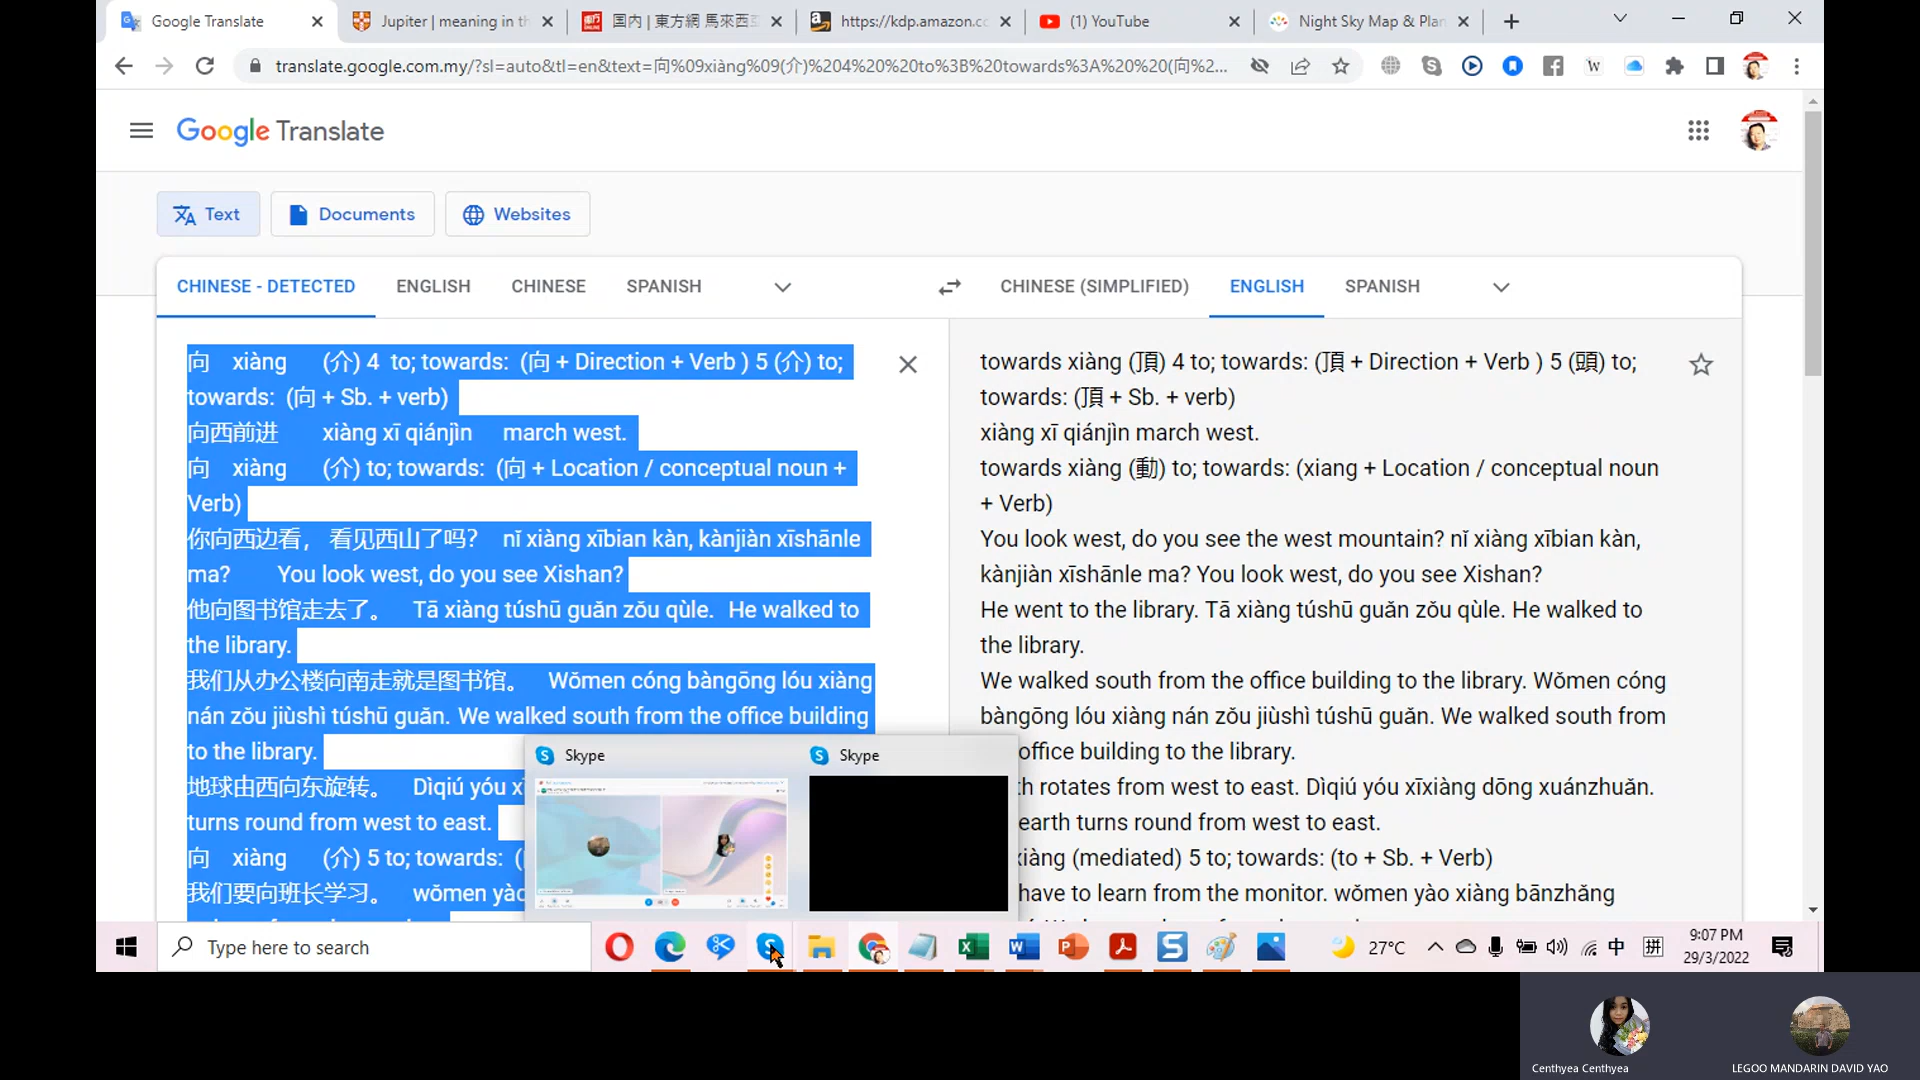 Google Translate
Jupiter | meaning in th
国内 | 東方網 馬來西亞
https://kdp.amazon.co
(1) YouTube
Night Sky Map & Plan
translate.google.com.my/?sl=auto&tl=en&text=向%09xiàng%09(介)%204%20%20to%3B%20towards%3A%20%20(向%2...
Google Translate
Text
Documents
Websites
CHINESE - DETECTED
ENGLISH
CHINESE
SPANISH
CHINESE (SIMPLIFIED)
ENGLISH
SPANISH
向 xiàng (介) 4 to; towards: (向 + Direction + Verb ) 5 (介) to;
towards: (向 + Sb. + verb)
向西前进 xiàng xī qiánjìn march west.
向 xiàng (介) to; towards: (向 + Location / conceptual noun +
Verb)
你向西边看， 看见西山了吗？ nǐ xiàng xībian kàn, kànjiàn xīshānle
ma? You look west, do you see Xishan?
他向图书馆走去了。 Tā xiàng túshū guǎn zǒu qùle. He walked to
the library.
我们从办公楼向南走就是图书馆。 Wǒmen cóng bàngōng lóu xiàng
nán zǒu jiùshì túshū guǎn. We walked south from the office building
to the library.
地球由西向东旋转。 Dìqiú yóu x
turns round from west to east.
向 xiàng (介) 5 to; towards: (
我们要向班长学习。 wǒmen yào
towards xiàng (頂) 4 to; towards: (頂 + Direction + Verb ) 5 (頭) to;
towards: (頂 + Sb. + verb)
xiàng xī qiánjìn march west.
towards xiàng (動) to; towards: (xiang + Location / conceptual noun
+ Verb)
You look west, do you see the west mountain? nǐ xiàng xībian kàn,
kànjiàn xīshānle ma? You look west, do you see Xishan?
He went to the library. Tā xiàng túshū guǎn zǒu qùle. He walked to
the library.
We walked south from the office building to the library. Wǒmen cóng
bàngōng lóu xiàng nán zǒu jiùshì túshū guǎn. We walked south from
office building to the library.
th rotates from west to east. Dìqiú yóu xīxiàng dōng xuánzhuǎn.
earth turns round from west to east.
xiàng (mediated) 5 to; towards: (to + Sb. + Verb)
have to learn from the monitor. wǒmen yào xiàng bānzhǎng
Skype
Skype
Type here to search
27°C
中
拼
9:07 PM
29/3/2022
Centhyea Centhyea
LEGOO MANDARIN DAVID YAO